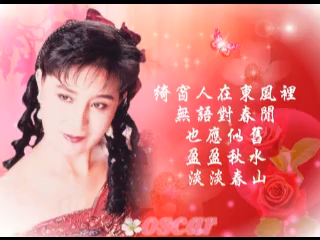 綺窗人在東風裡
無語對春閒
也應似舊
盈盈秋水
淡淡春山
oscar